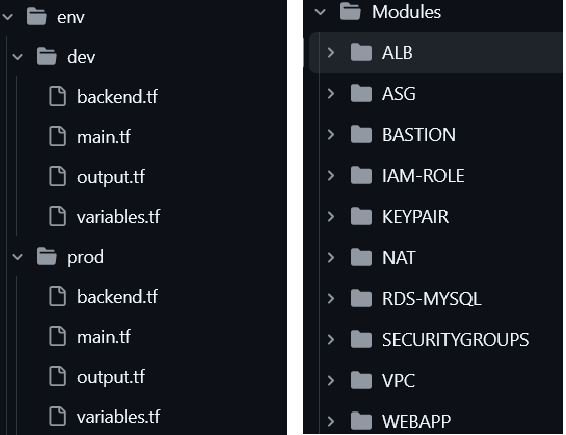 env
dev
backend.tf
main.tf
output.tf
variables.tf
prod
backend.tf
main.tf
output.tf
variables.tf
Modules
ALB
ASG
BASTION
IAM-ROLE
KEYPAIR
NAT
RDS-MYSQL
SECURITYGROUPS
VPC
WEBAPP